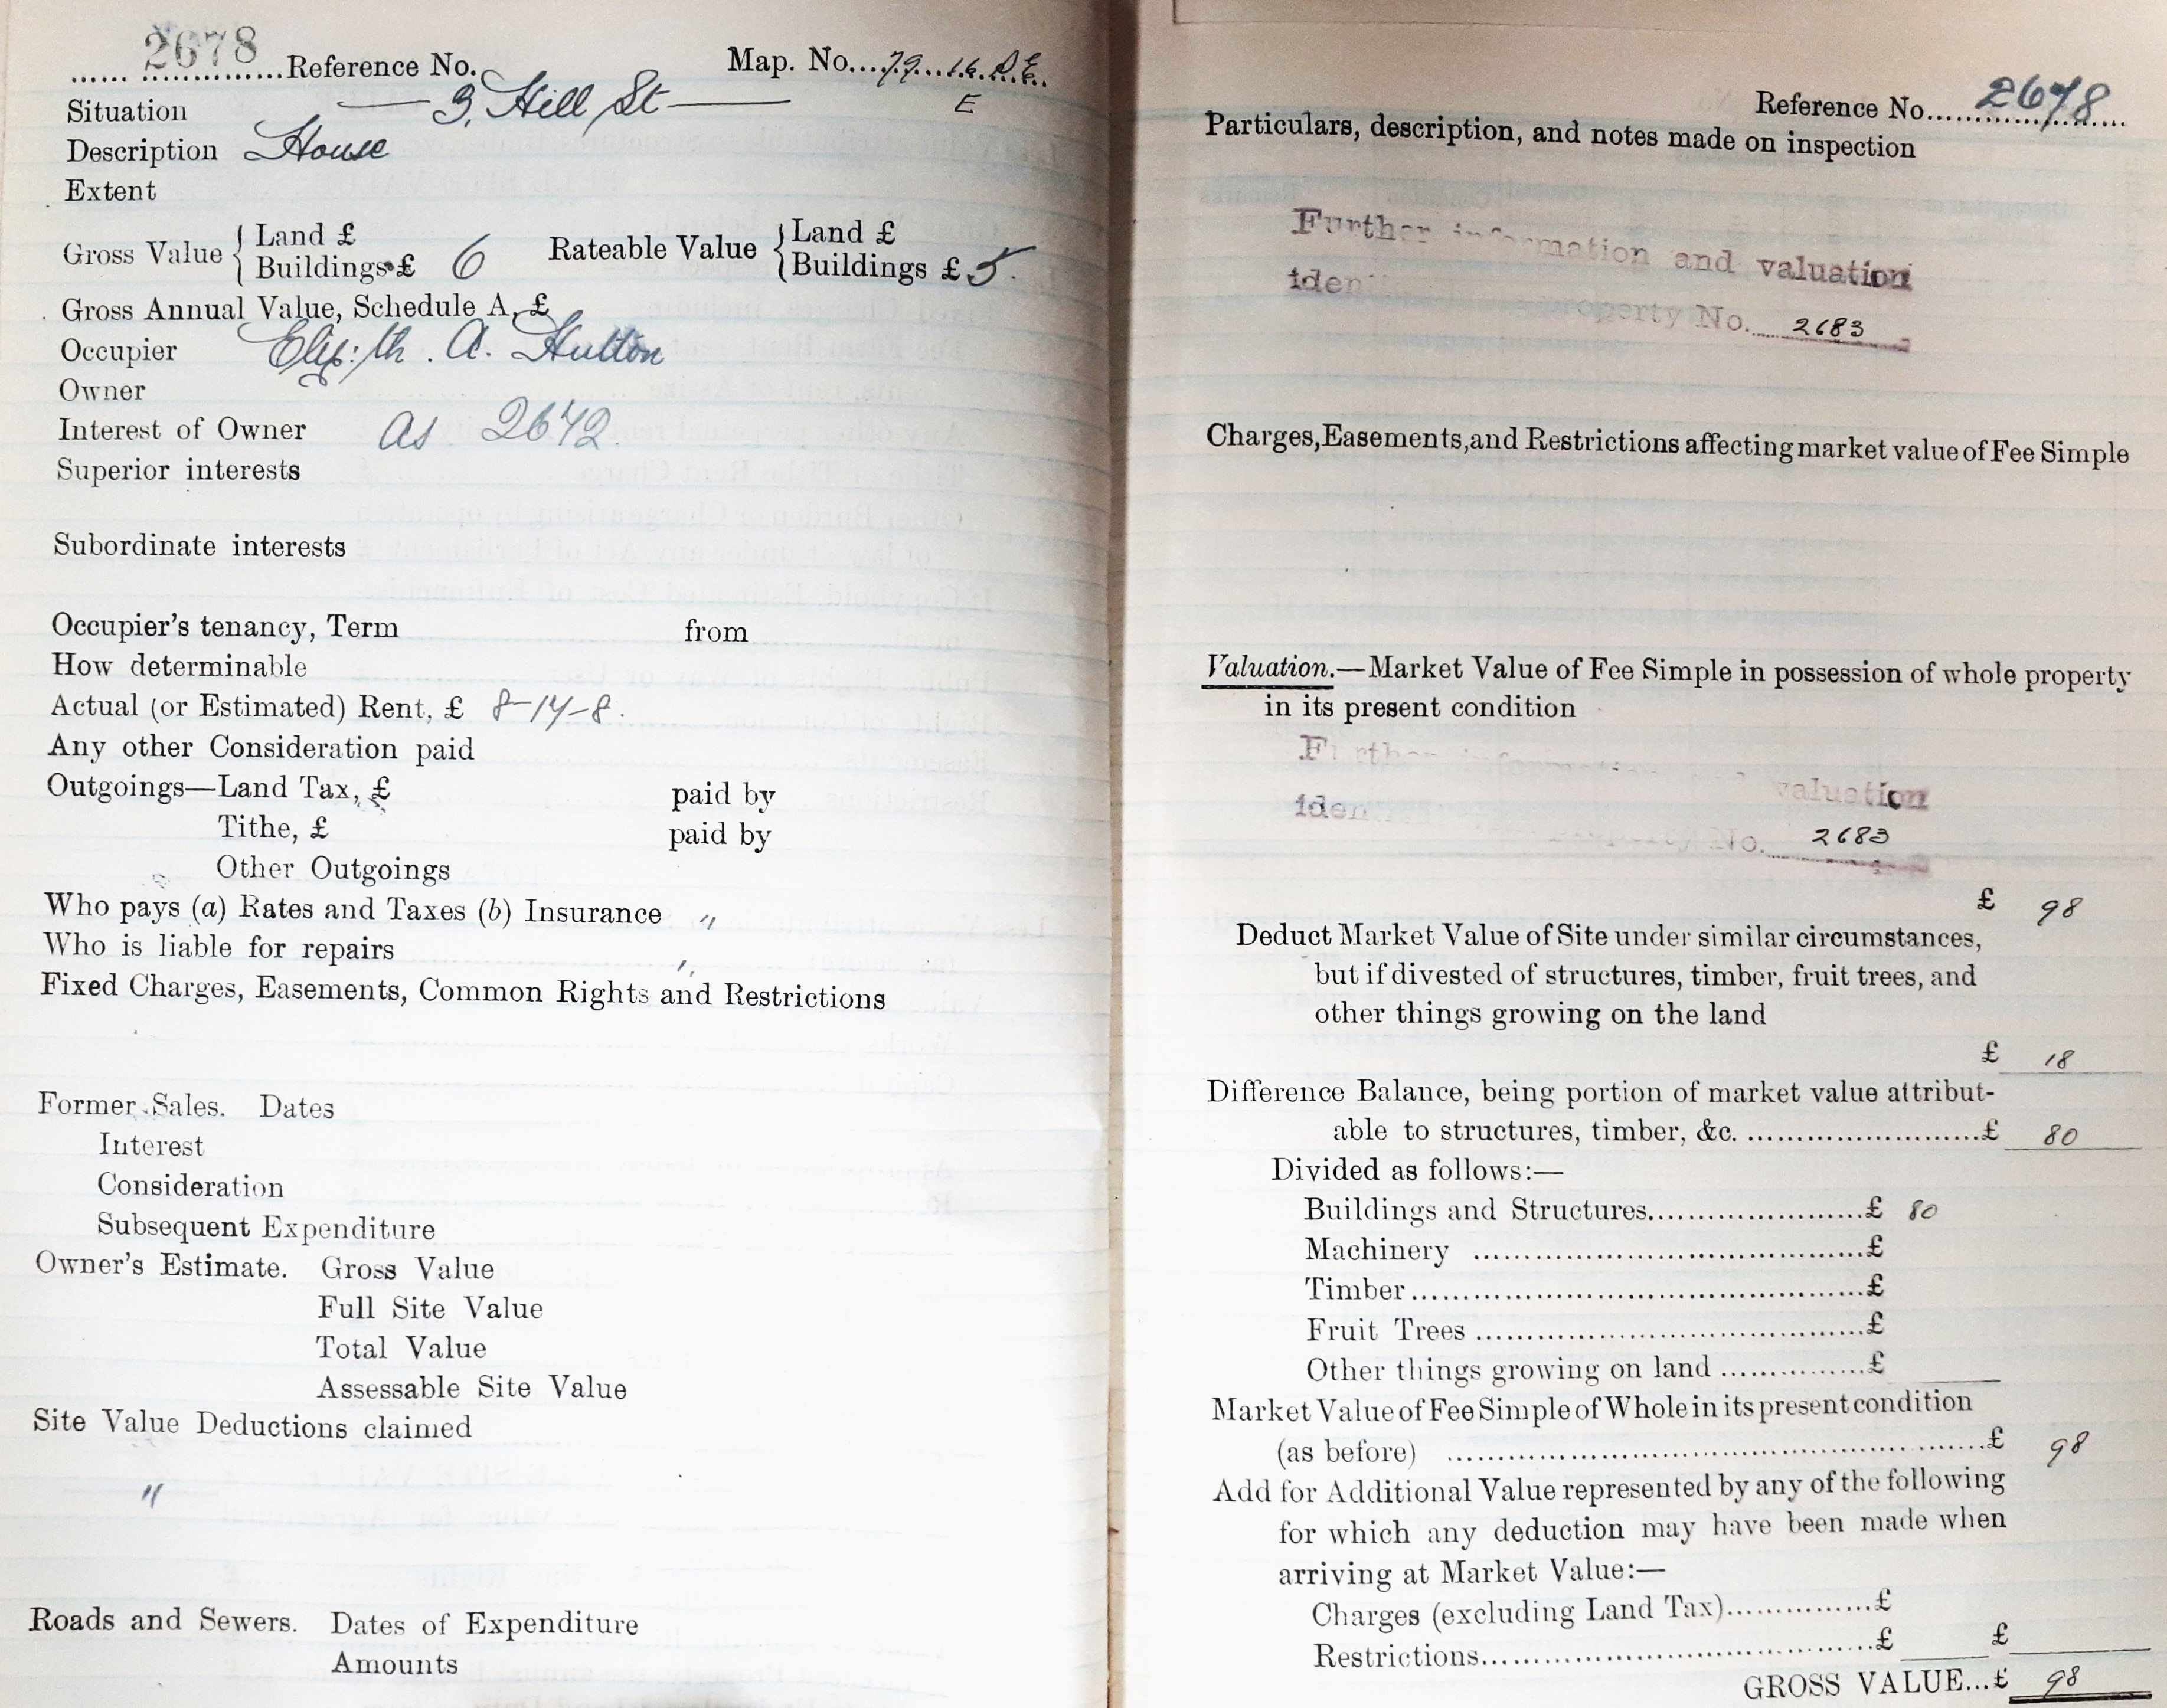 2678 Reference No.
Map. No. 79. 16. S.E.
E
Situation — 3, Hill St —
Description House
Extent
Gross Value { Land £
Buildings £ 6
Rateable Value { Land £
Buildings £ 5.
Gross Annual Value, Schedule A, £
Occupier Eliz:th. A. Hutton
Owner
Interest of Owner as 2642.
Superior interests
Subordinate interests
Occupier's tenancy, Term from
How determinable
Actual (or Estimated) Rent, £ 8-14-8.
Any other Consideration paid
Outgoings—Land Tax, £ paid by
Tithe, £ paid by
Other Outgoings
Who pays (a) Rates and Taxes (b) Insurance "
Who is liable for repairs "
Fixed Charges, Easements, Common Rights and Restrictions
Former Sales. Dates
Interest
Consideration
Subsequent Expenditure
Owner's Estimate. Gross Value
Full Site Value
Total Value
Assessable Site Value
Site Value Deductions claimed
"
Roads and Sewers. Dates of Expenditure
Amounts
Reference No. 2678
Particulars, description, and notes made on inspection
Further information and valuation
iden property No. 2683
Charges, Easements, and Restrictions affecting market value of Fee Simple
Valuation.—Market Value of Fee Simple in possession of whole property
in its present condition
Further information valuation
iden No. 2683
£ 98
Deduct Market Value of Site under similar circumstances,
but if divested of structures, timber, fruit trees, and
other things growing on the land
£ 18
Difference Balance, being portion of market value attribut-
able to structures, timber, &c. ........................£ 80
Divided as follows:—
Buildings and Structures......................£ 80
Machinery ..........................................£
Timber..................................................£
Fruit Trees ..........................................£
Other things growing on land ..............£
Market Value of Fee Simple of Whole in its present condition
(as before) ......................................................£ 98
Add for Additional Value represented by any of the following
for which any deduction may have been made when
arriving at Market Value:—
Charges (excluding Land Tax)...............£
Restrictions........................................£ £
GROSS VALUE...£ 98